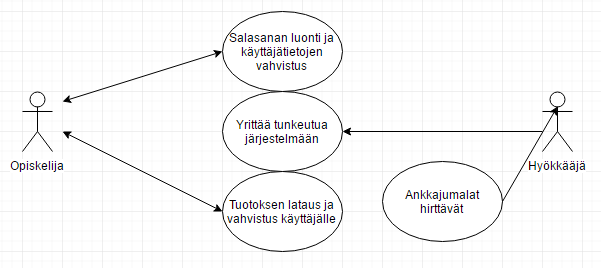 Salasanan luonti ja
käyttäjätietojen
vahvistus
Opiskelija
Yrittää tunkeutua
järjestelmään
Hyökkääjä
Tuotoksen lataus ja
vahvistus käyttäjälle
Ankkajumalat
hirttävät